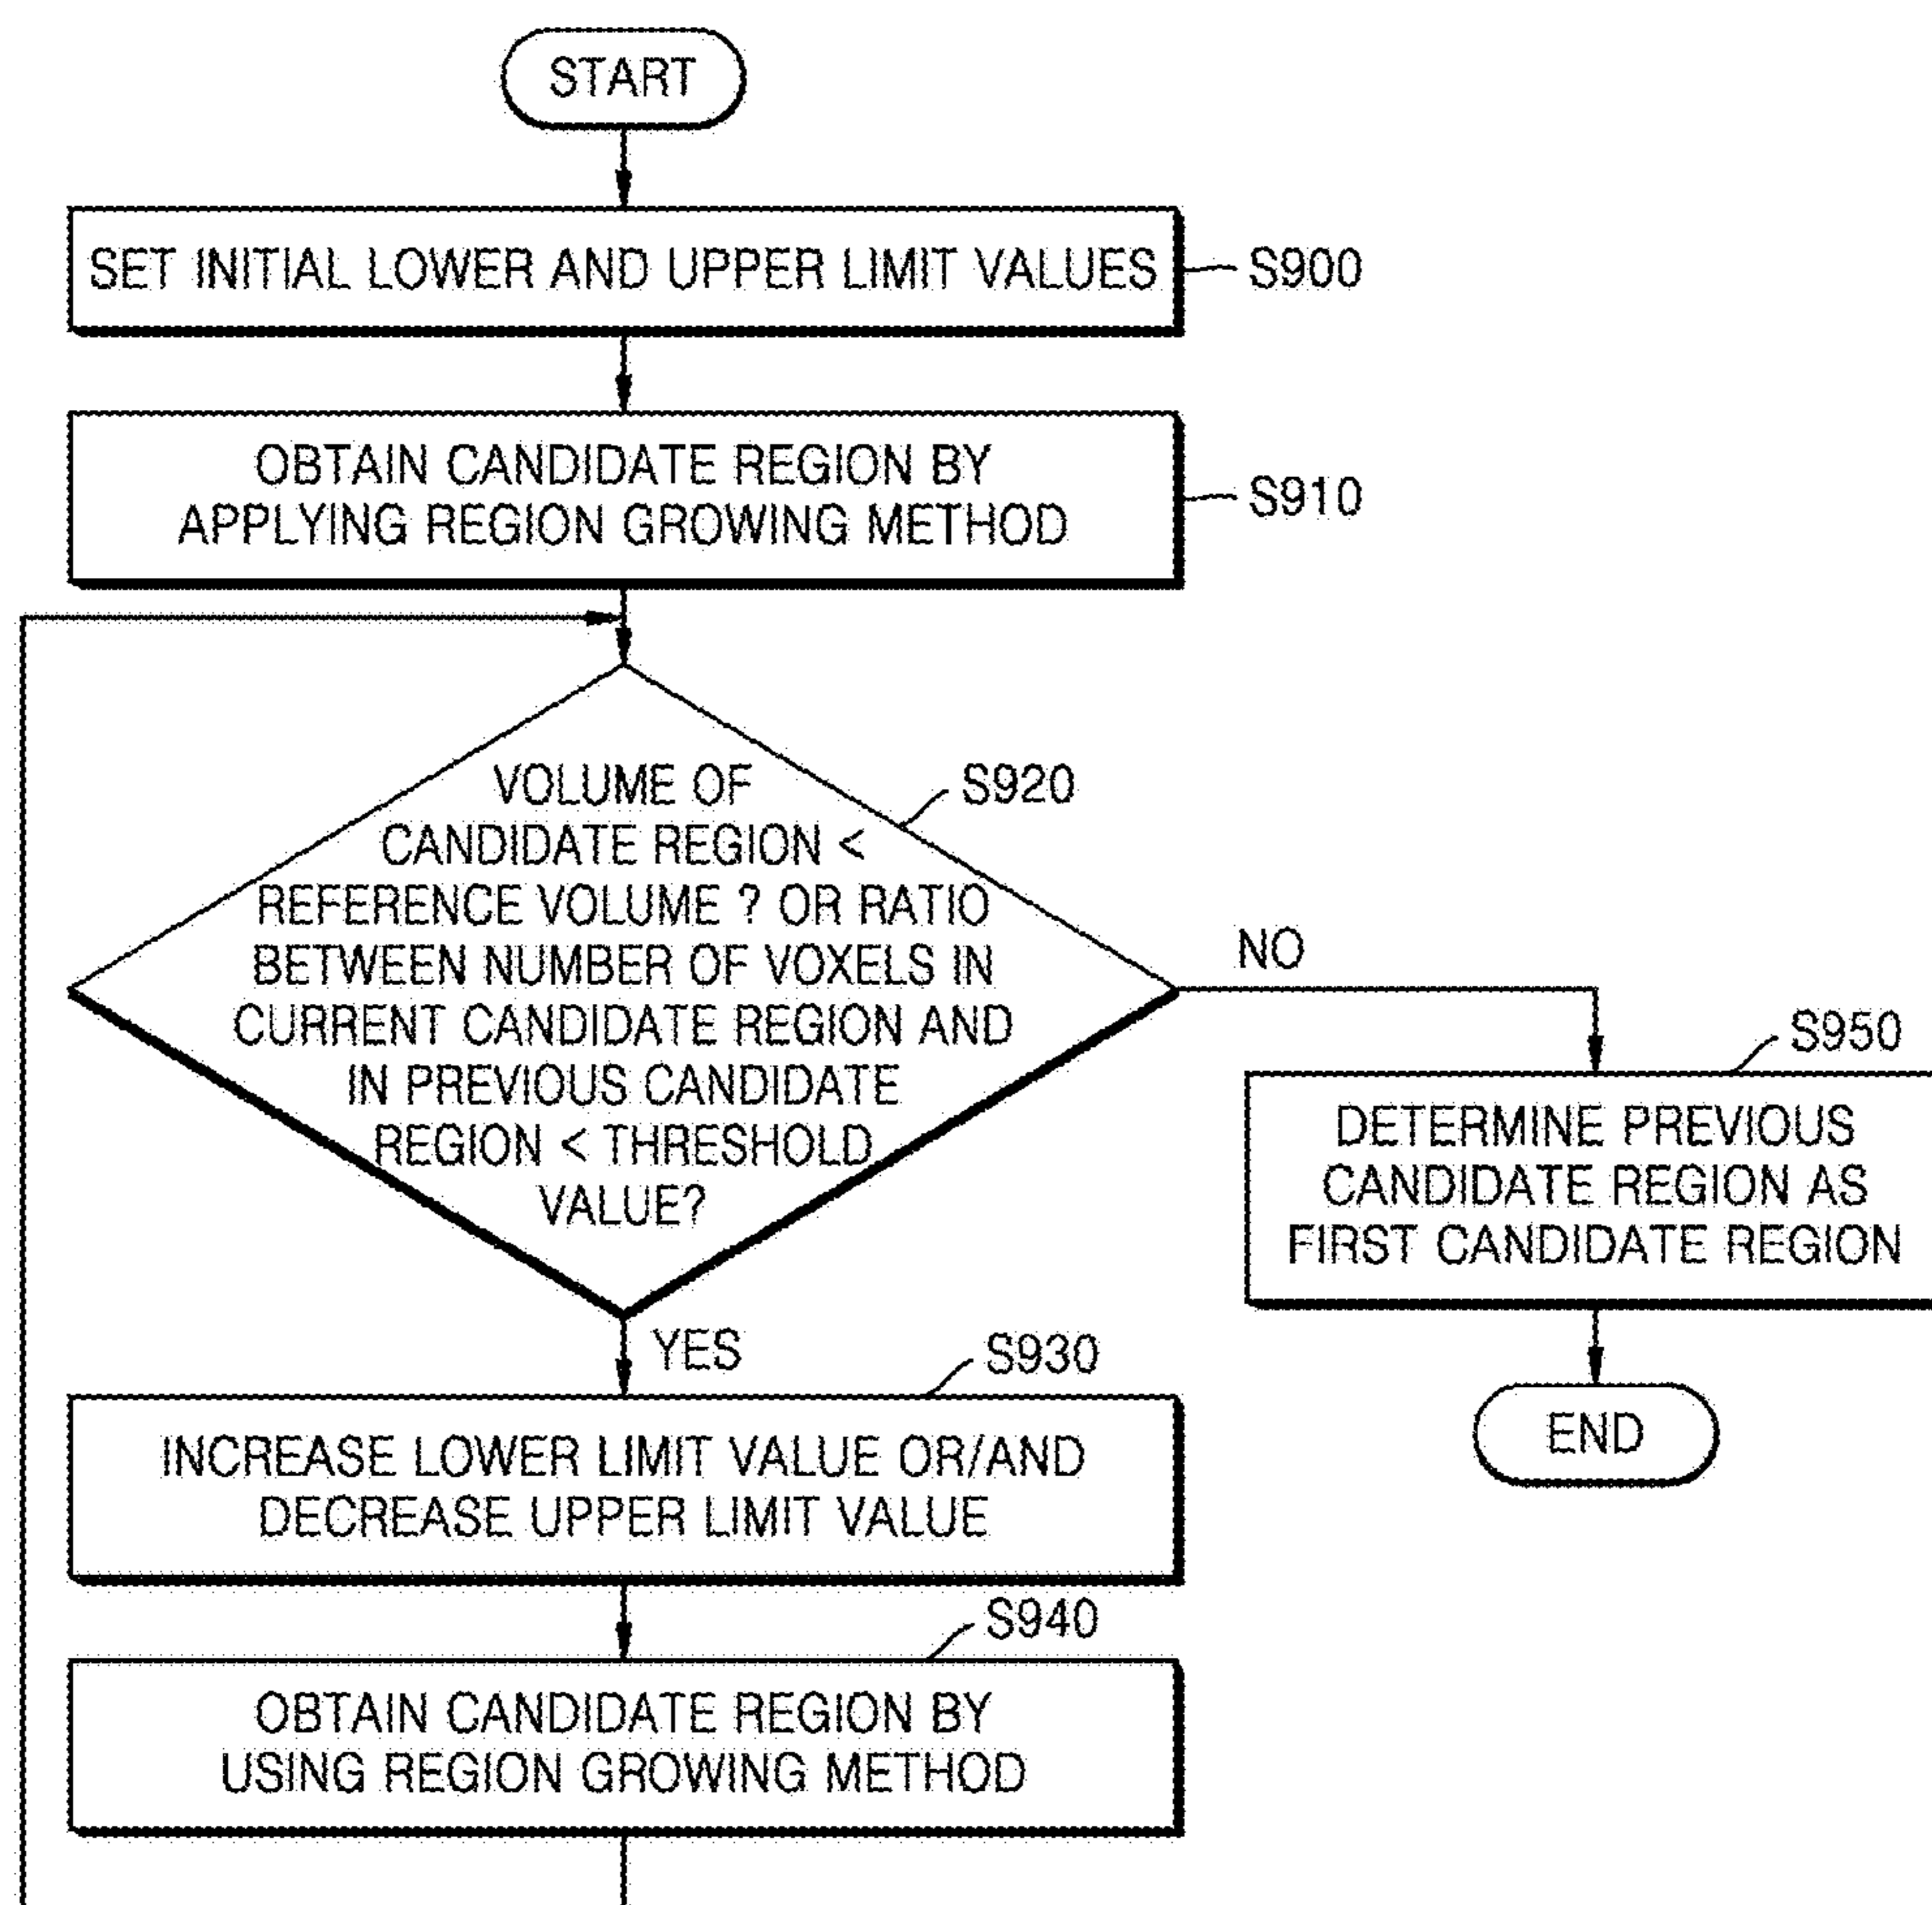 START
SET INITIAL LOWER AND UPPER LIMIT VALUES
S900
OBTAIN CANDIDATE REGION BY
APPLYING REGION GROWING METHOD
S910
VOLUME OF
CANDIDATE REGION <
REFERENCE VOLUME ? OR RATIO
BETWEEN NUMBER OF VOXELS IN
CURRENT CANDIDATE REGION AND
IN PREVIOUS CANDIDATE
REGION < THRESHOLD
VALUE?
S920
NO
S950
DETERMINE PREVIOUS
CANDIDATE REGION AS
FIRST CANDIDATE REGION
END
YES
S930
INCREASE LOWER LIMIT VALUE OR/AND
DECREASE UPPER LIMIT VALUE
S940
OBTAIN CANDIDATE REGION BY
USING REGION GROWING METHOD